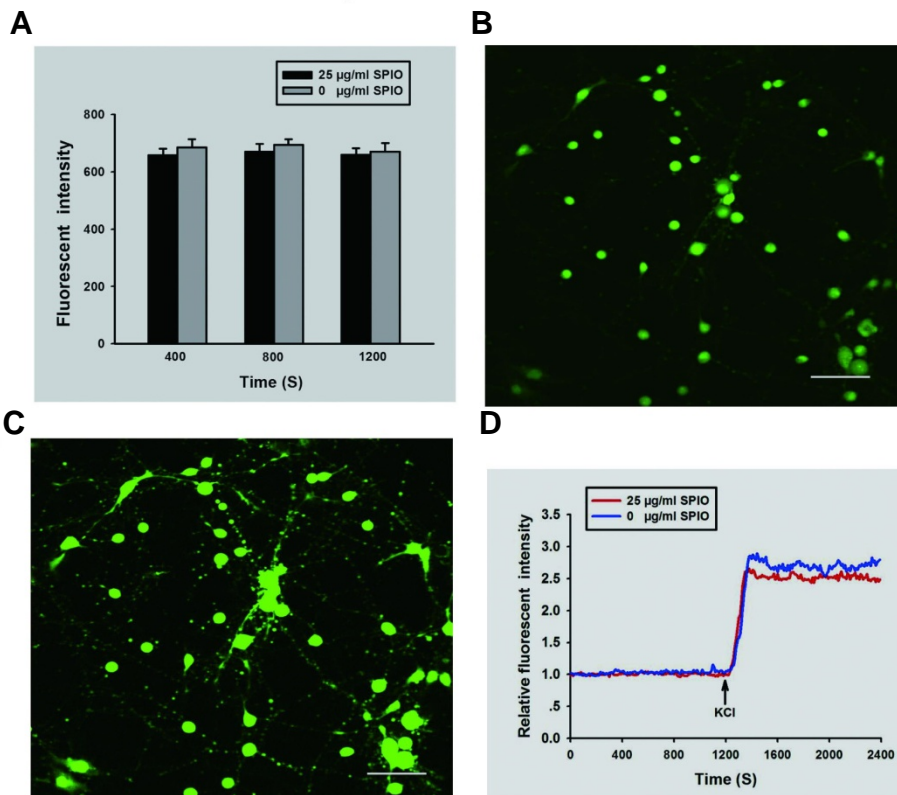 A
25 µg/ml SPIO
0 µg/ml SPIO
800
600
400
200
0
Fluorescent intensity
400 800 1200
Time (S)
B
C
D
25 µg/ml SPIO
0 µg/ml SPIO
3.5
3.0
2.5
2.0
1.5
1.0
.5
0.0
Relative fluorescent intensity
KCl
0 400 800 1200 1600 2000 2400
Time (S)